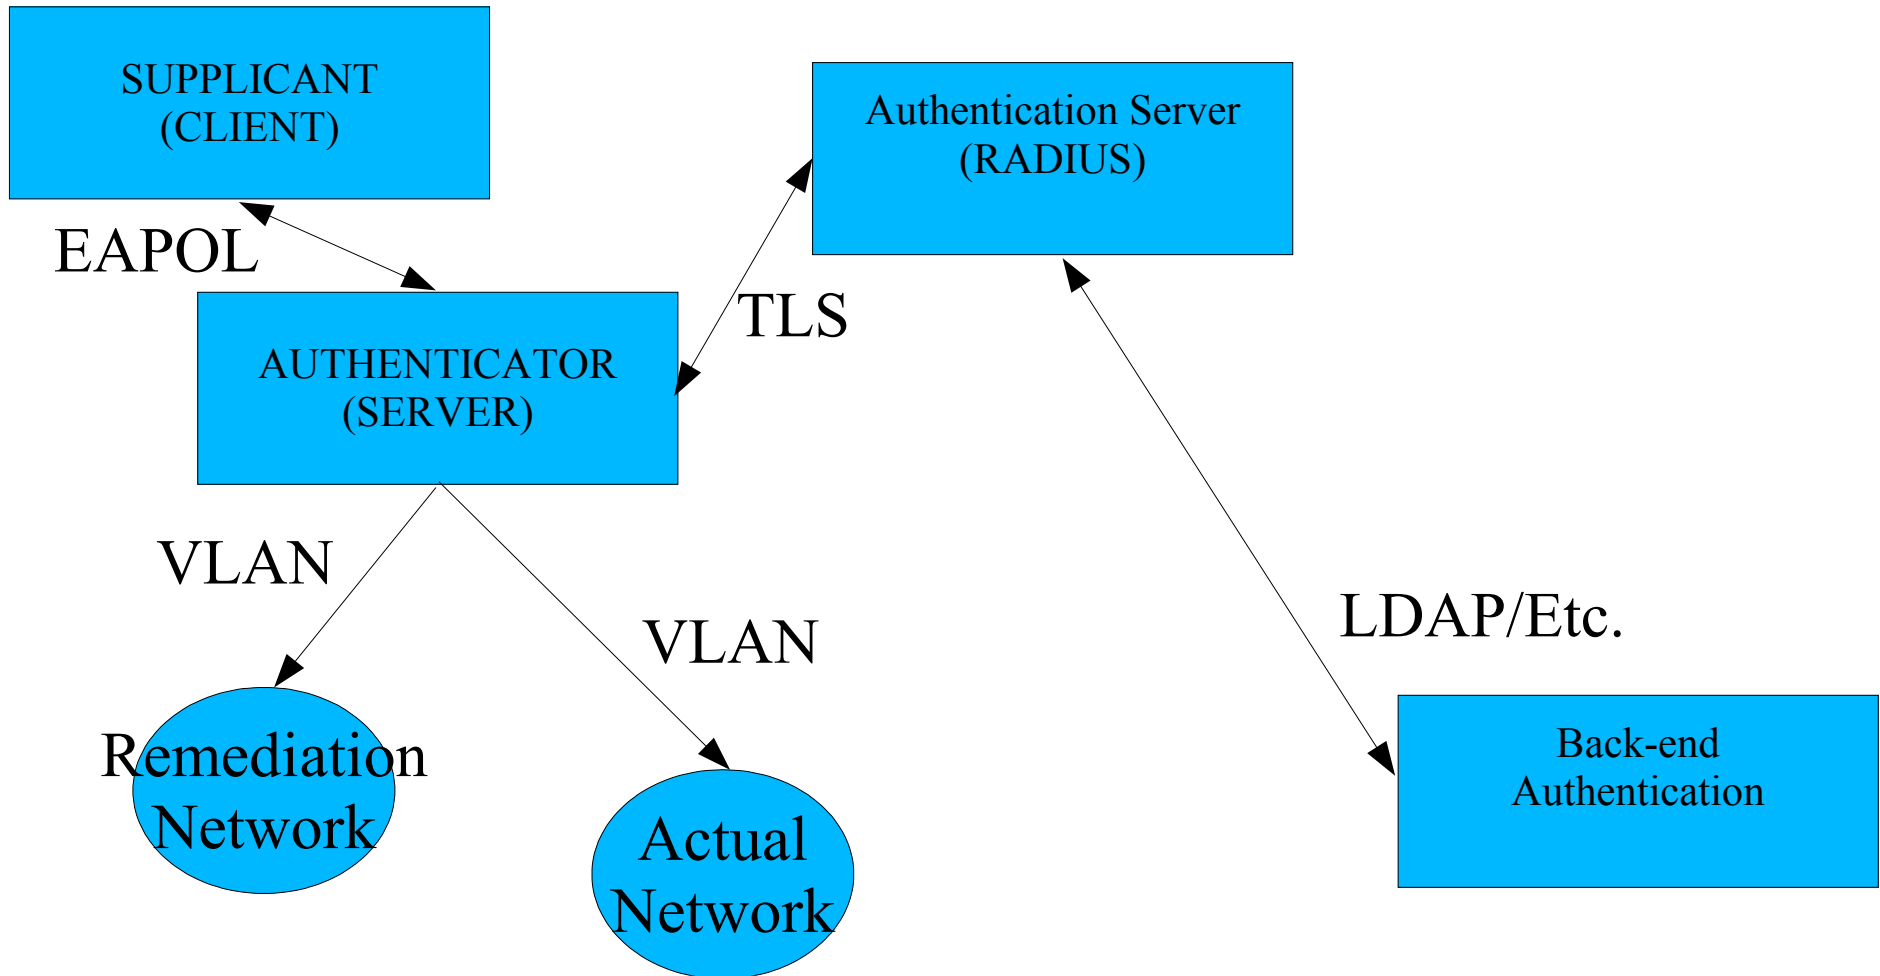 SUPPLICANT
(CLIENT)
Authentication Server
(RADIUS)
EAPOL
TLS
AUTHENTICATOR
(SERVER)
VLAN
VLAN
LDAP/Etc.
Remediation
Network
Actual
Network
Back-end
Authentication